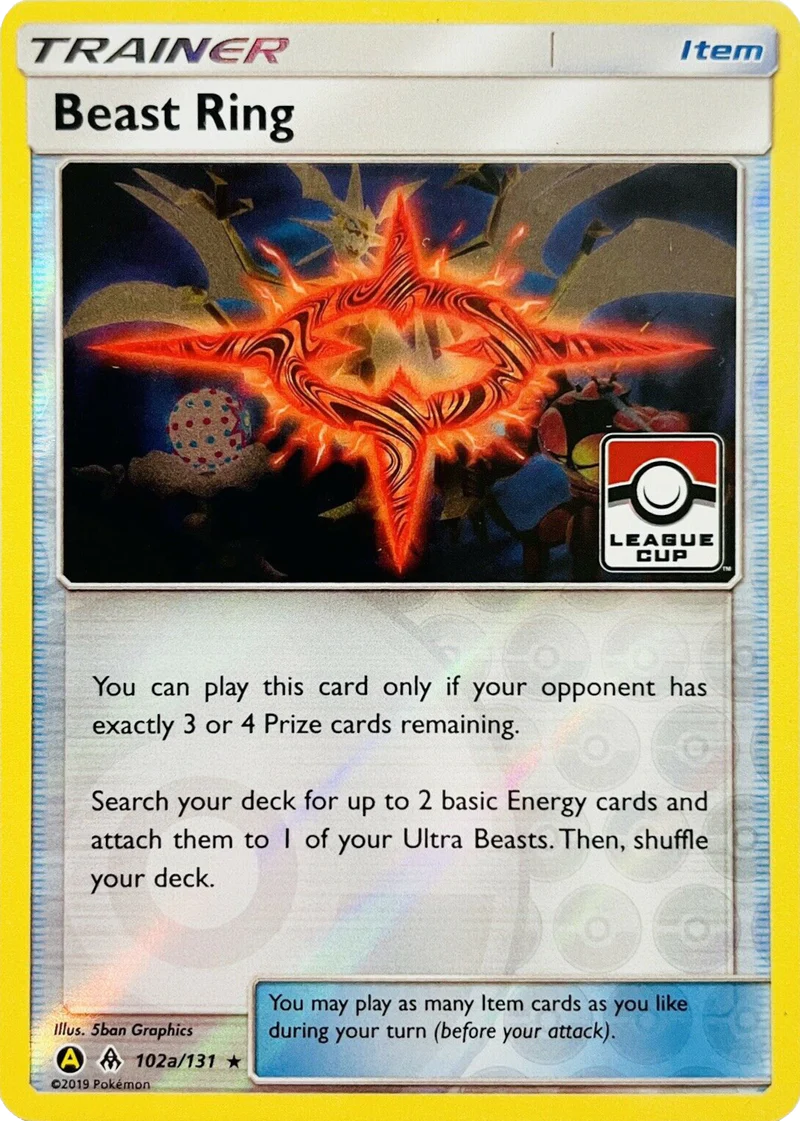 TRAINER Item
Beast Ring
LEAGUE
CUP
TM
You can play this card only if your opponent has
exactly 3 or 4 Prize cards remaining.
Search your deck for up to 2 basic Energy cards and
attach them to 1 of your Ultra Beasts. Then, shuffle
your deck.
You may play as many Item cards as you like
during your turn (before your attack).
Illus. 5ban Graphics
A 102a/131 ★
©2019 Pokémon